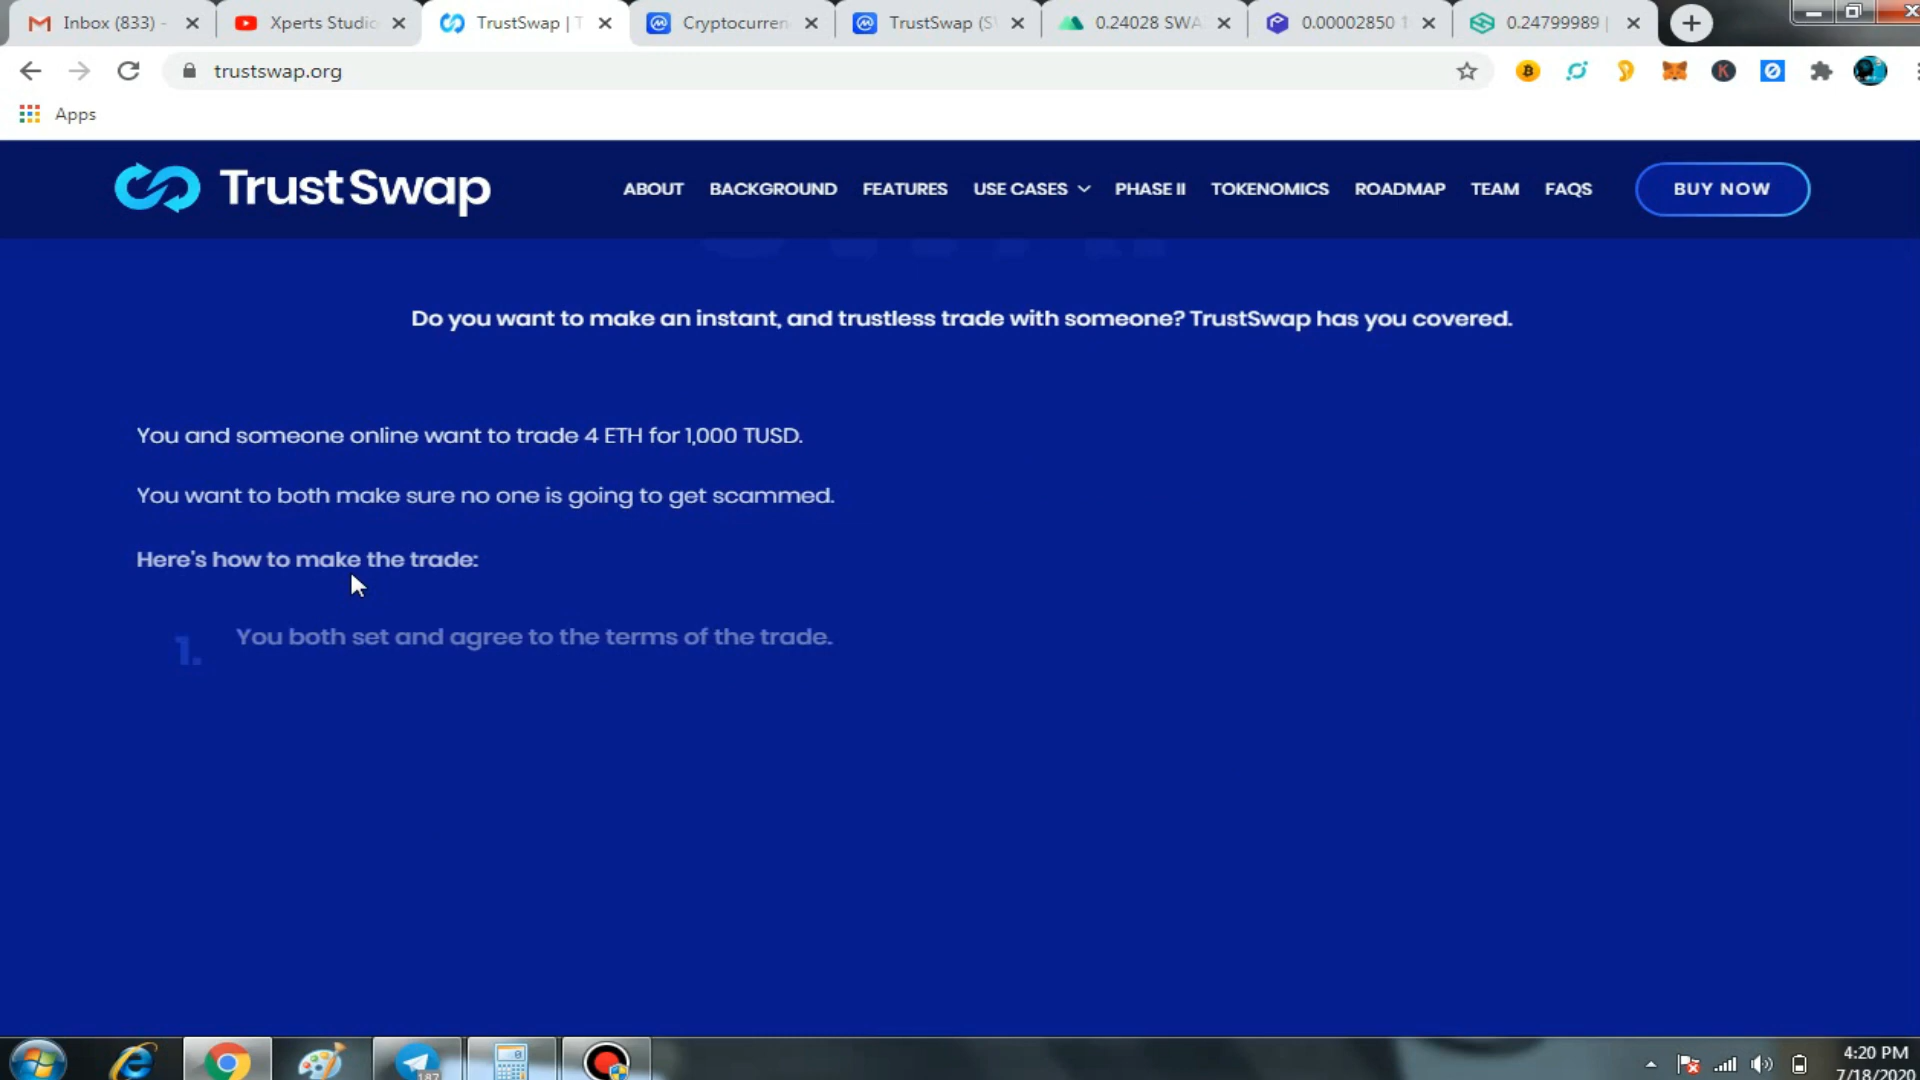 Inbox (833) -
Xperts Studio
TrustSwap | T
Cryptocurren
TrustSwap (S
0.24028 SWA
0.00002850
0.24799989 |
trustswap.org
Apps
TrustSwap
ABOUT
BACKGROUND
FEATURES
USE CASES
PHASE II
TOKENOMICS
ROADMAP
TEAM
FAQS
BUY NOW
Do you want to make an instant, and trustless trade with someone? TrustSwap has you covered.
You and someone online want to trade 4 ETH for 1,000 TUSD.
You want to both make sure no one is going to get scammed.
Here's how to make the trade:
1. You both set and agree to the terms of the trade.
187
4:20 PM
7/18/2020